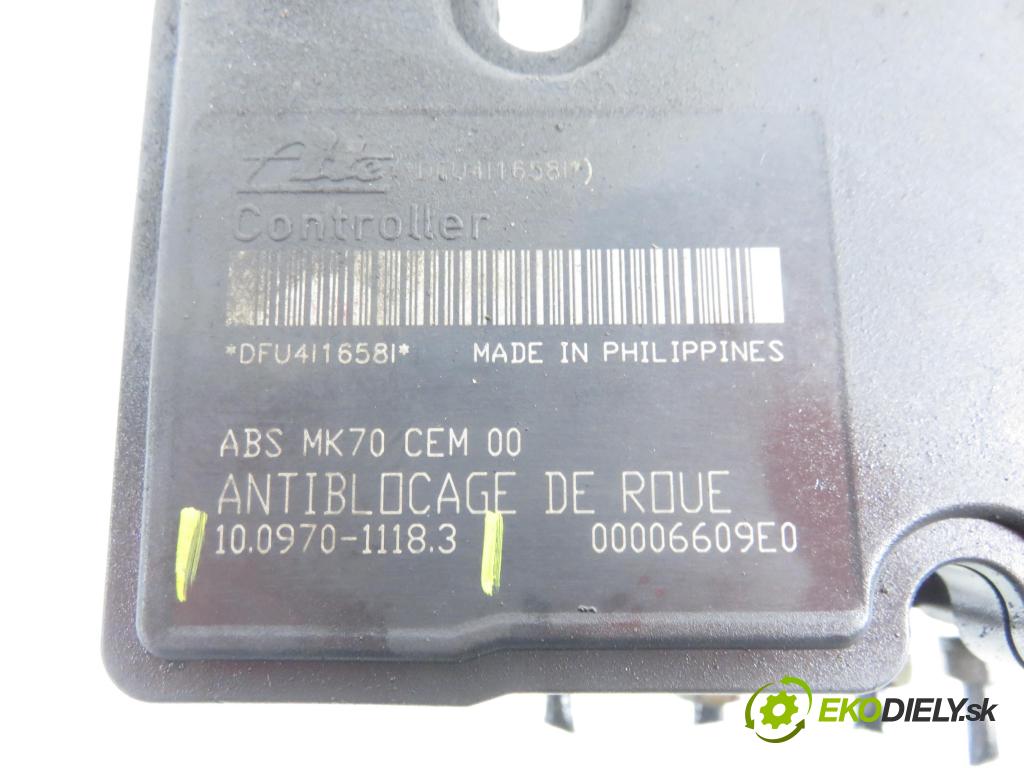 Ate *DFU4I1658I*)
Controller
*DFU4I1658I* MADE IN PHILIPPINES
ABS MK70 CEM 00
ANTIBLOCAGE DE ROUE
10.0970-1118.3 00006609E0
EKODIELY.sk